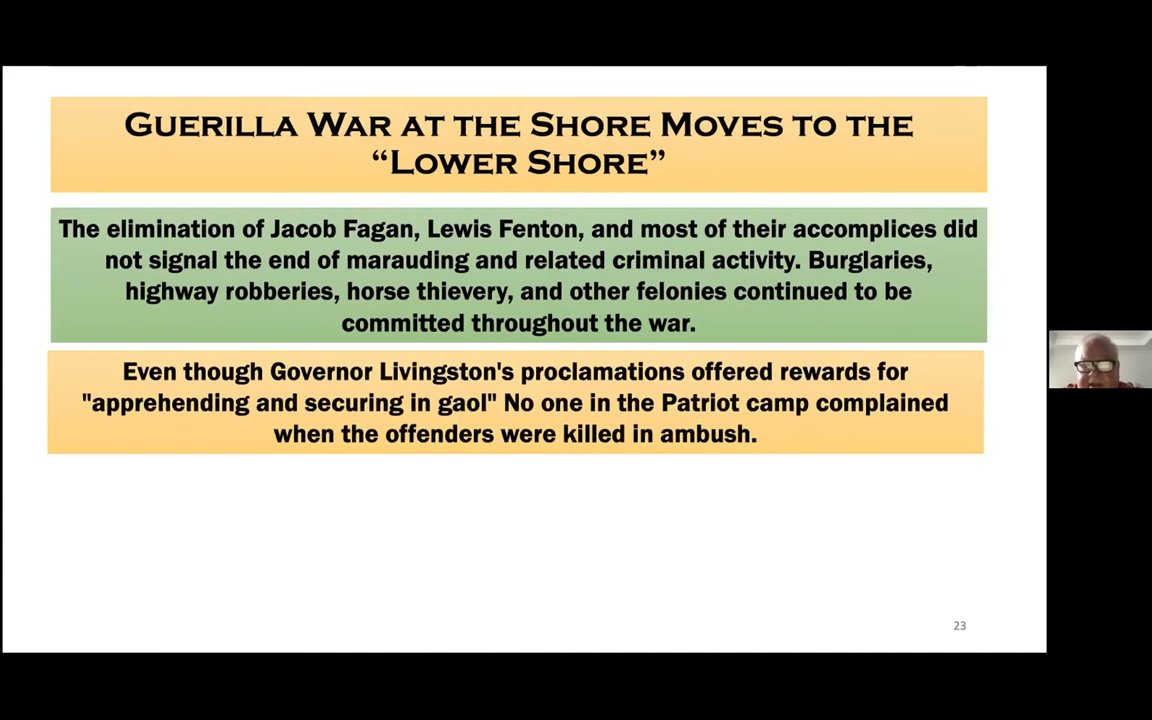 GUERILLA WAR AT THE SHORE MOVES TO THE
“LOWER SHORE”
The elimination of Jacob Fagan, Lewis Fenton, and most of their accomplices did
not signal the end of marauding and related criminal activity. Burglaries,
highway robberies, horse thievery, and other felonies continued to be
committed throughout the war.
Even though Governor Livingston's proclamations offered rewards for
"apprehending and securing in gaol" No one in the Patriot camp complained
when the offenders were killed in ambush.
23